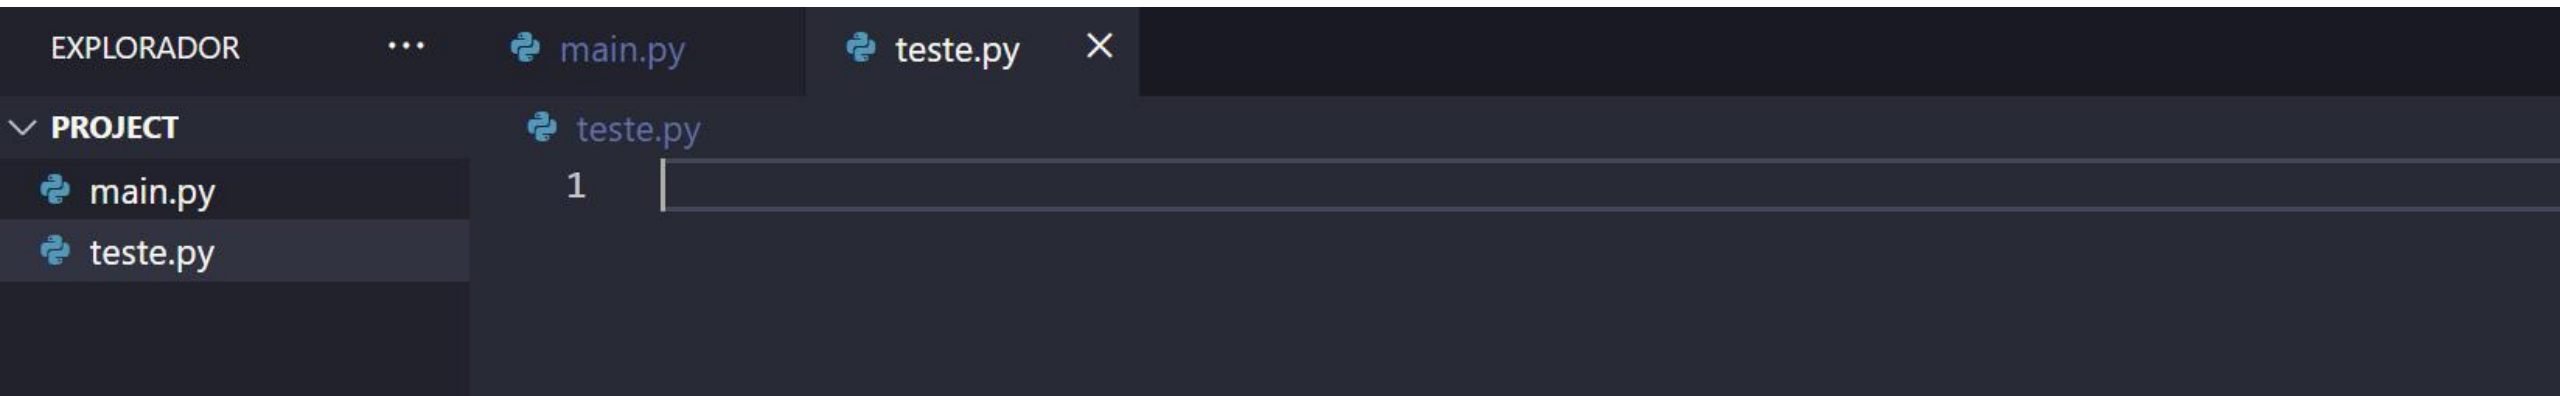 EXPLORADOR ···
main.py
teste.py ×
PROJECT
teste.py
1
main.py
teste.py